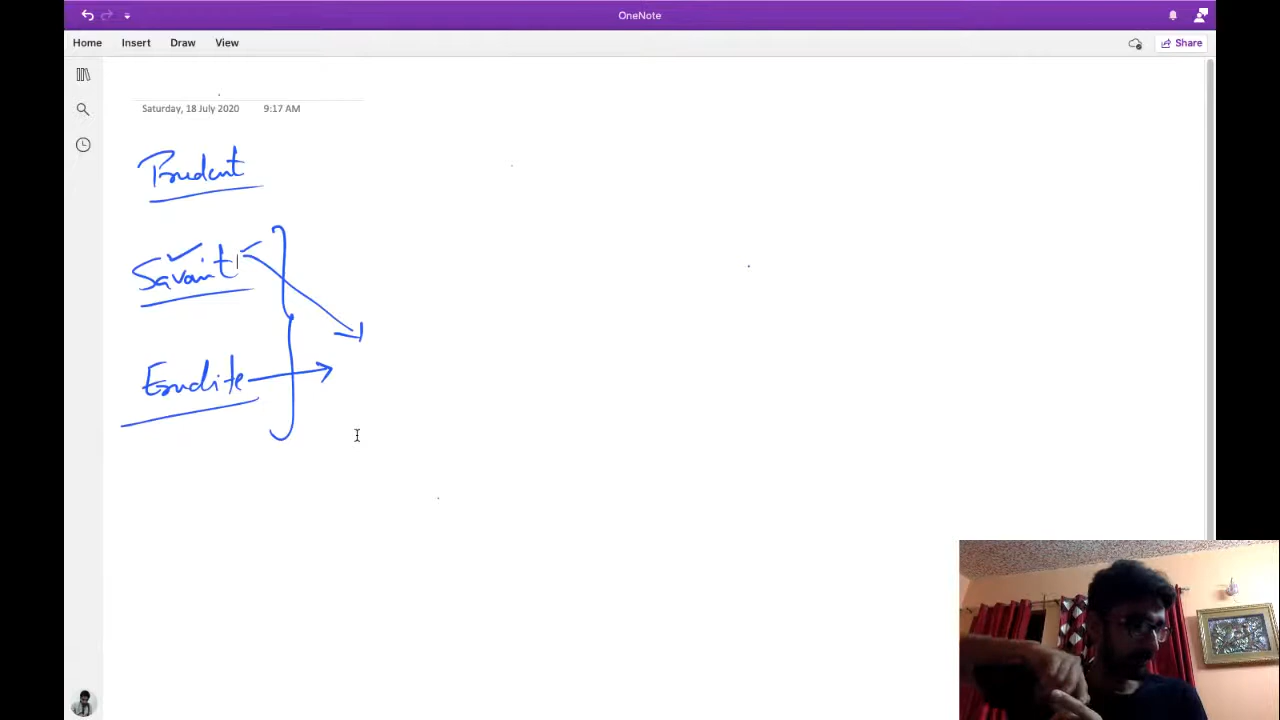 OneNote
Home Insert Draw View Share
Saturday, 18 July 2020 9:17 AM
Prudent
Savant
Erudite